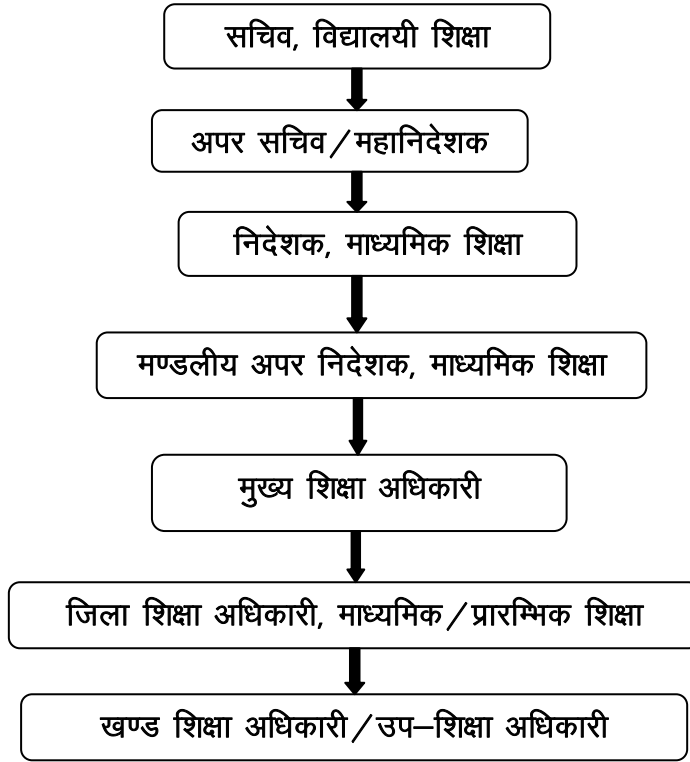 सचिव, विद्यालयी शिक्षा
अपर सचिव/महानिदेशक
निदेशक, माध्यमिक शिक्षा
मण्डलीय अपर निदेशक, माध्यमिक शिक्षा
मुख्य शिक्षा अधिकारी
जिला शिक्षा अधिकारी, माध्यमिक/प्रारम्भिक शिक्षा
खण्ड शिक्षा अधिकारी/उप–शिक्षा अधिकारी